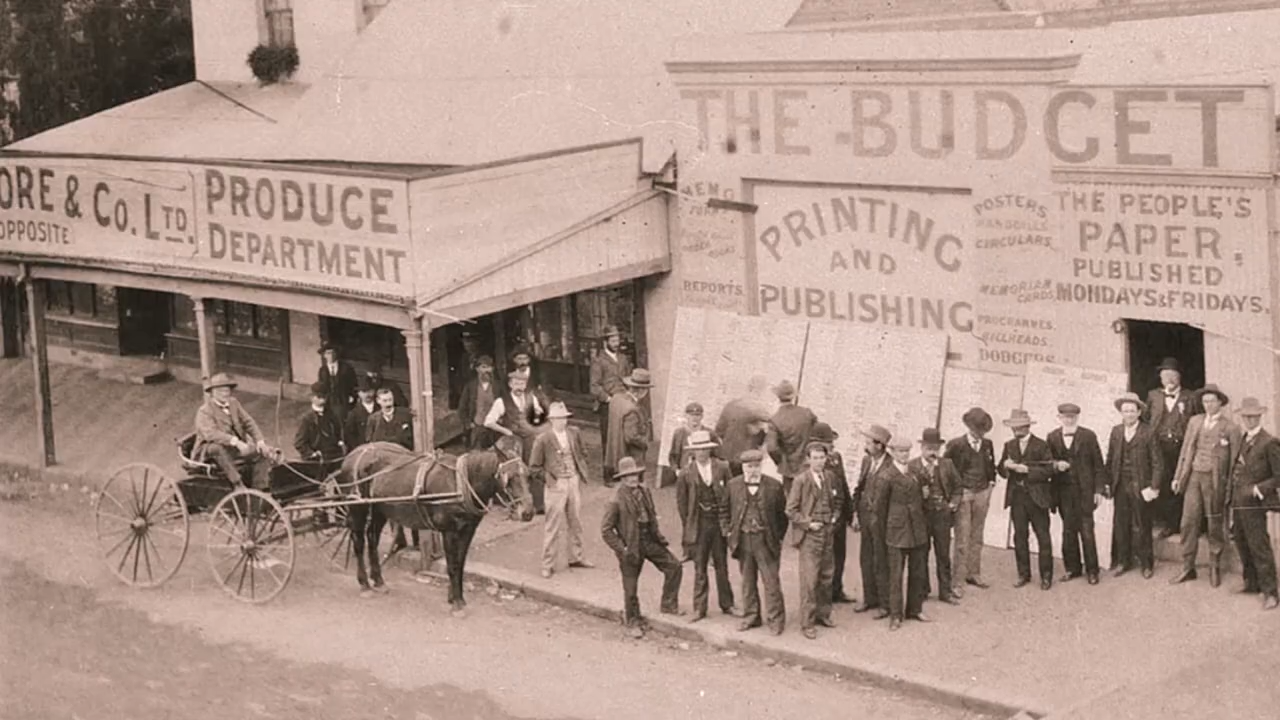 ORE & Co. LTD.
OPPOSITE
PRODUCE
DEPARTMENT
THE BUDGET
PRINTING
AND
PUBLISHING
REPORTS.
POSTERS
HANDBILLS.
CIRCULARS.
MEMORIAM
CARDS.
PROGRAMMES.
BILLHEADS.
DODGERS.
THE PEOPLE'S
PAPER,
PUBLISHED
MONDAYS & FRIDAYS.